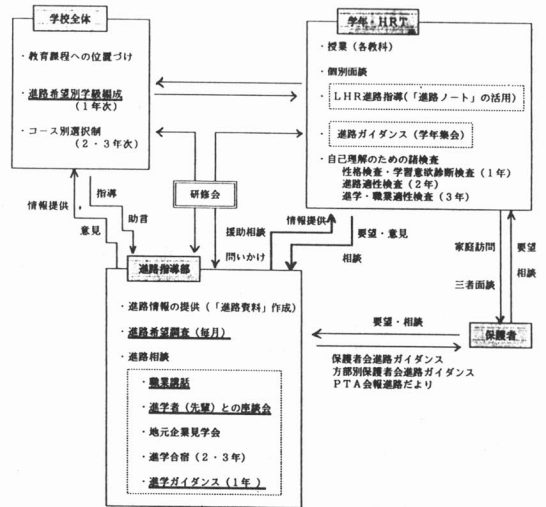 学校全体
・教育課程への位置づけ
・進路希望別学級編成
(1年次)
・コース別選択制
(2・3年次)
学年・HRT
・授業(各教科)
・個別面談
・LHR進路指導(「進路ノート」の活用)
・進路ガイダンス(学年集会)
・自己理解のための諸検査
性格検査・学習意欲診断検査(1年)
進路適性検査(2年)
進学・職業適性検査(3年)
研修会
指導
情報提供
助言
意見
援助相談
問いかけ
情報提供
要望・意見
相談
家庭訪問
三者面談
要望
相談
進路指導部
・進路情報の提供(「進路資料」作成)
・進路希望調査(毎月)
・進路相談
・職業講話
・進学者(先輩)との座談会
・地元企業見学会
・進学合宿(2・3年)
・進学ガイダンス(1年)
要望・相談
保護者
保護者会進路ガイダンス
方部別保護者会進路ガイダンス
PTA会報進路だより